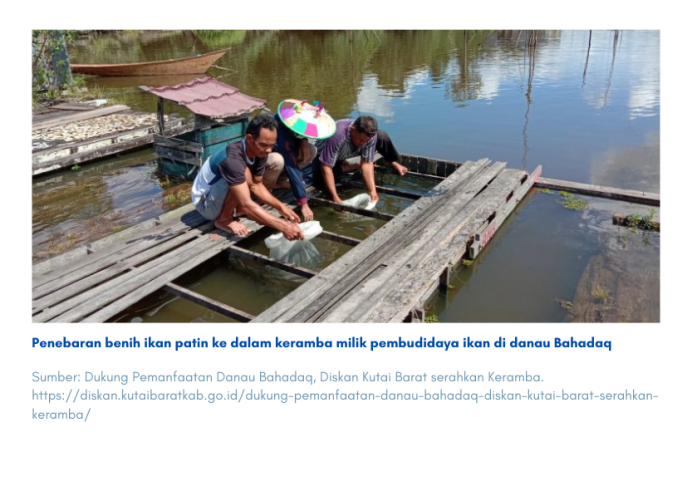 Penebaran benih ikan patin ke dalam keramba milik pembudidaya ikan di danau Bahadaq
Sumber: Dukung Pemanfaatan Danau Bahadaq, Diskan Kutai Barat serahkan Keramba.
https://diskan.kutaibaratkab.go.id/dukung-pemanfaatan-danau-bahadaq-diskan-kutai-barat-serahkan-
keramba/